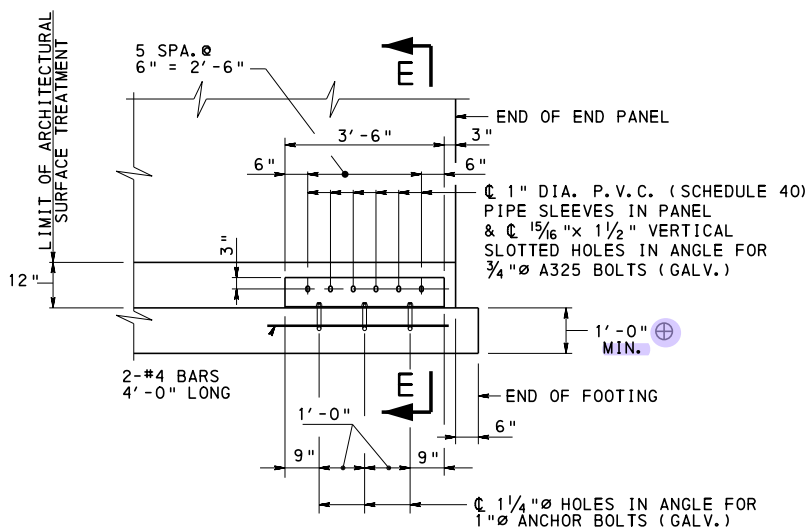 LIMIT OF ARCHITECTURAL
SURFACE TREATMENT
5 SPA. @
6" = 2'-6"
E
END OF END PANEL
3'-6"
3"
6"
6"
℄ 1" DIA. P.V.C. (SCHEDULE 40)
PIPE SLEEVES IN PANEL
& ℄ 15/16"x 1 1/2" VERTICAL
SLOTTED HOLES IN ANGLE FOR
3/4"Ø A325 BOLTS (GALV.)
3"
12"
1'-0" ⊕
MIN.
2-#4 BARS
4'-0" LONG
E
END OF FOOTING
1'-0"
6"
9"
9"
℄ 1 1/4"Ø HOLES IN ANGLE FOR
1"Ø ANCHOR BOLTS (GALV.)